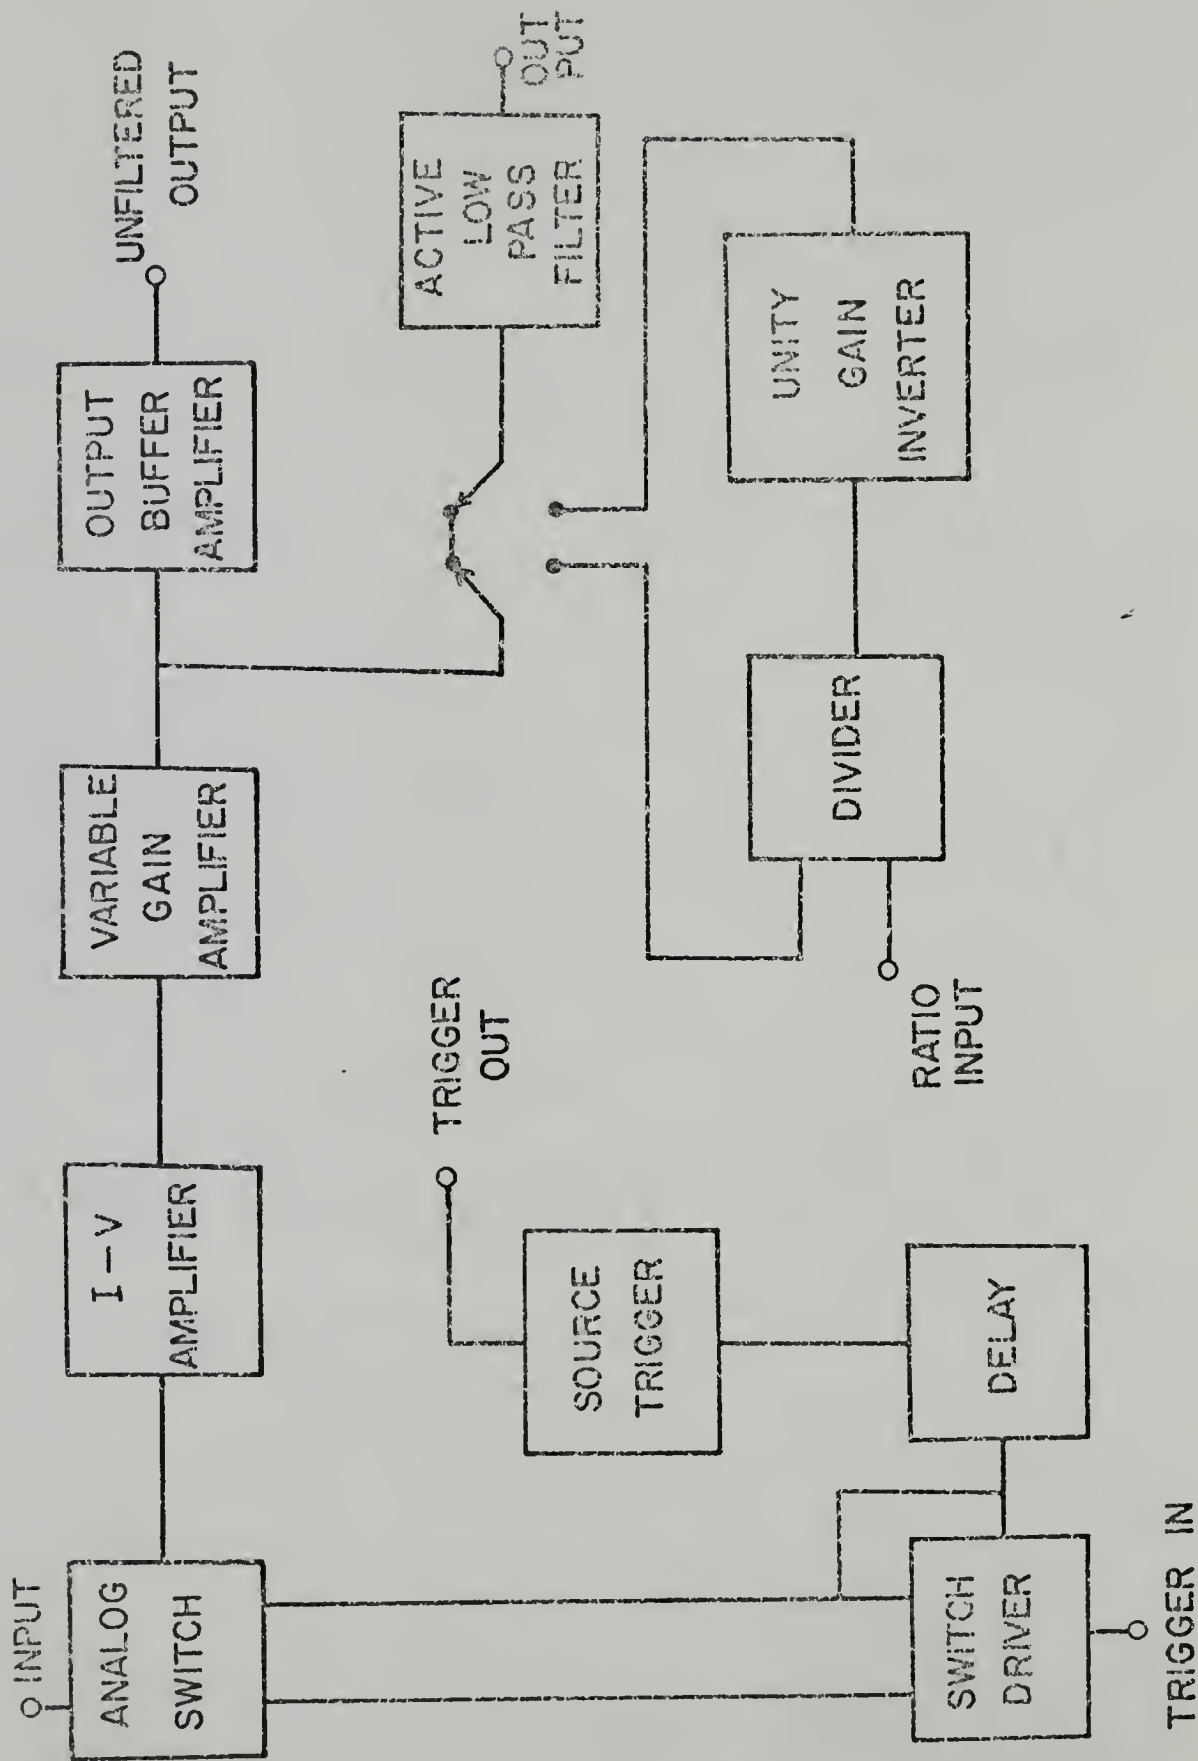 INPUT
ANALOG
SWITCH
I-V
AMPLIFIER
VARIABLE
GAIN
AMPLIFIER
OUTPUT
BUFFER
AMPLIFIER
UNFILTERED
OUTPUT
ACTIVE
LOW
PASS
FILTER
OUT
PUT
TRIGGER
OUT
SOURCE
TRIGGER
DELAY
SWITCH
DRIVER
TRIGGER IN
RATIO
INPUT
DIVIDER
UNITY
GAIN
INVERTER